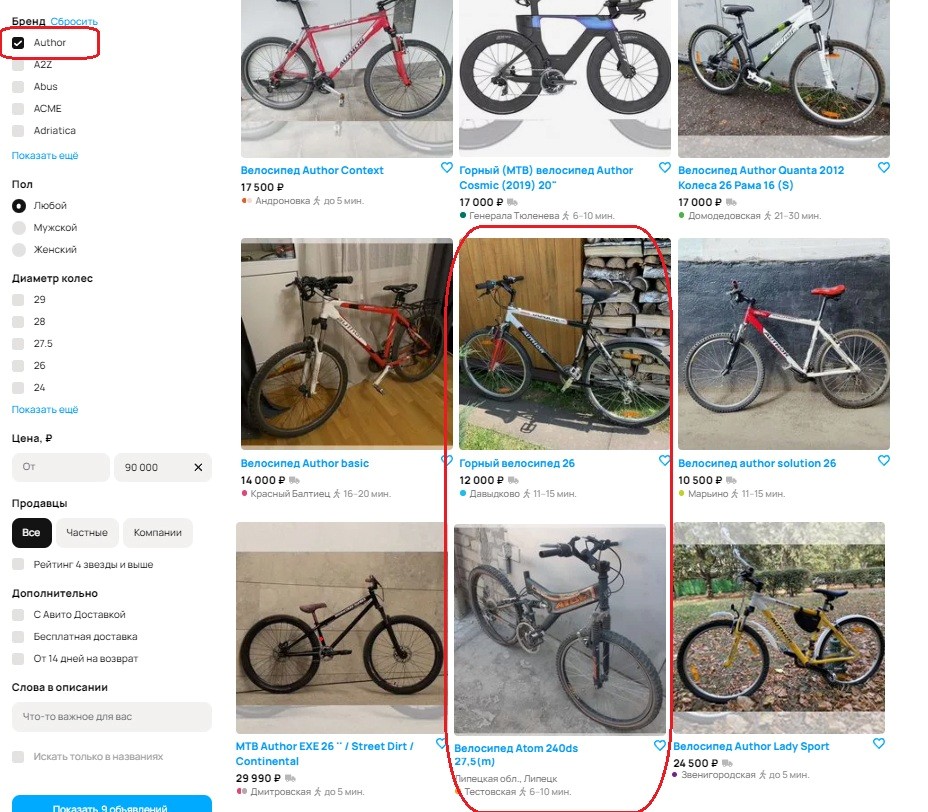 Бренд Сбросить
Author
A2Z
Abus
ACME
Adriatica
Показать ещё
Пол
Любой
Мужской
Женский
Диаметр колес
29
28
27.5
26
24
Показать ещё
Цена, ₽
От
90 000
Продавцы
Все
Частные
Компании
Рейтинг 4 звезды и выше
Дополнительно
С Авито Доставкой
Бесплатная доставка
От 14 дней на возврат
Слова в описании
Что-то важное для вас
Искать только в названиях
Показать 9 объявлений
Велосипед Author Context
17 500 ₽
Андроновка до 5 мин.
Горный (MTB) велосипед Author
Cosmic (2019) 20"
17 000 ₽
Генерала Тюленева 6–10 мин.
Велосипед Author Quanta 2012
Колеса 26 Рама 16 (S)
17 000 ₽
Домодедовская 21–30 мин.
Велосипед Author basic
14 000 ₽
Красный Балтиец 16–20 мин.
Горный велосипед 26
12 000 ₽
Давыдково 11–15 мин.
Велосипед author solution 26
10 500 ₽
Марьино 11–15 мин.
MTB Author EXE 26 '' / Street Dirt /
Continental
29 990 ₽
Дмитровская до 5 мин.
Велосипед Atom 240ds
27,5(m)
Липецкая обл., Липецк
Тестовская 6–10 мин.
Велосипед Author Lady Sport
24 500 ₽
Звенигородская до 5 мин.